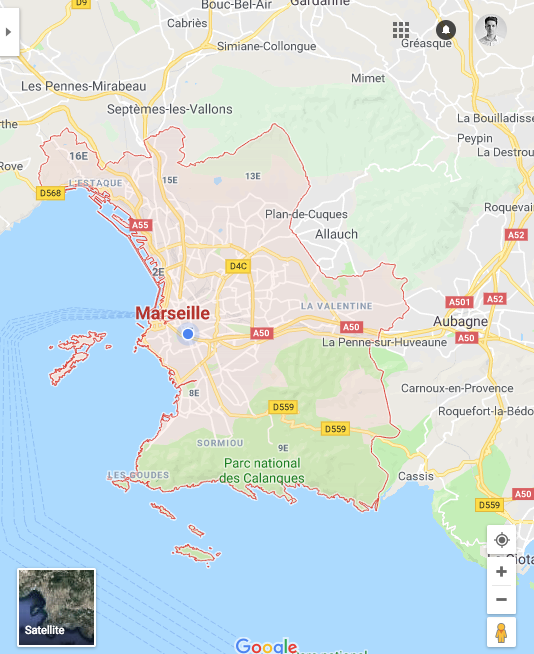 D9
Bouc-Bel-Air
Gardanne
Cabriès
Simiane-Collongue
Gréasque
Mimet
Les Pennes-Mirabeau
Septèmes-les-Vallons
La Bouilladisse
Peypin
La Destrou
the
Rove
16E
L'ESTAQUE
15E
13E
D568
Plan-de-Cuques
Roquevai
A55
Allauch
A52
2E
D4C
Marseille
LA VALENTINE
A501
A52
Aubagne
A50
A50
A50
La Penne-sur-Huveaune
Carnoux-en-Provence
8E
D559
Roquefort-la-Bédo
D559
SORMIOU
9E
Parc national
des Calanques
LES GOUDES
Cassis
A50
D559
Ciota
Satellite
Google